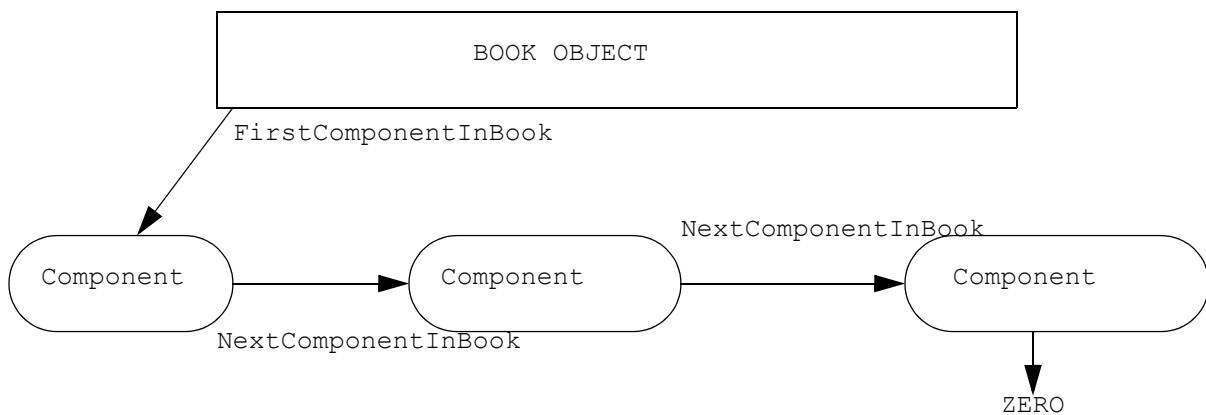 BOOK OBJECT
FirstComponentInBook
NextComponentInBook
Component
Component
Component
NextComponentInBook
ZERO